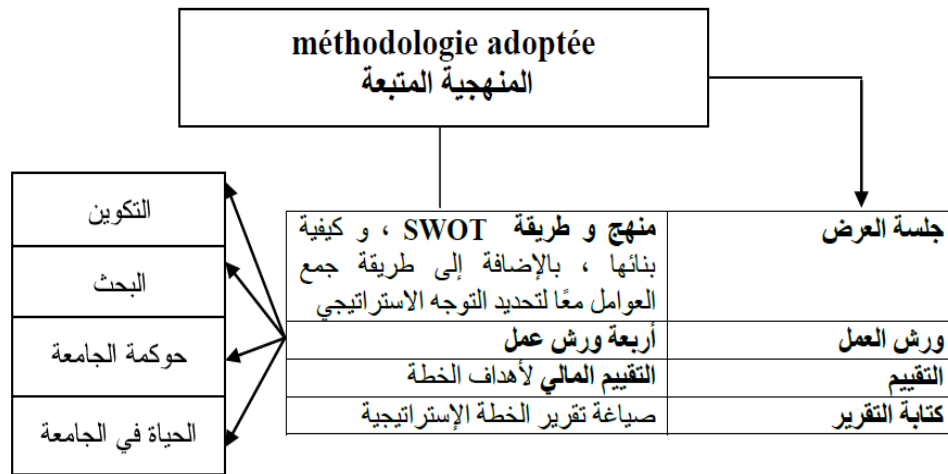 méthodologie adoptée
المنهجية المتبعة
جلسة العرض
منهج و طريقة SWOT ، و كيفية
بنائها ، بالإضافة إلى طريقة جمع
العوامل معًا لتحديد التوجه الاستراتيجي
ورش العمل
أربعة ورش عمل
التقييم
التقييم المالي لأهداف الخطة
كتابة التقرير
صياغة تقرير الخطة الإستراتيجية
التكوين
البحث
حوكمة الجامعة
الحياة في الجامعة